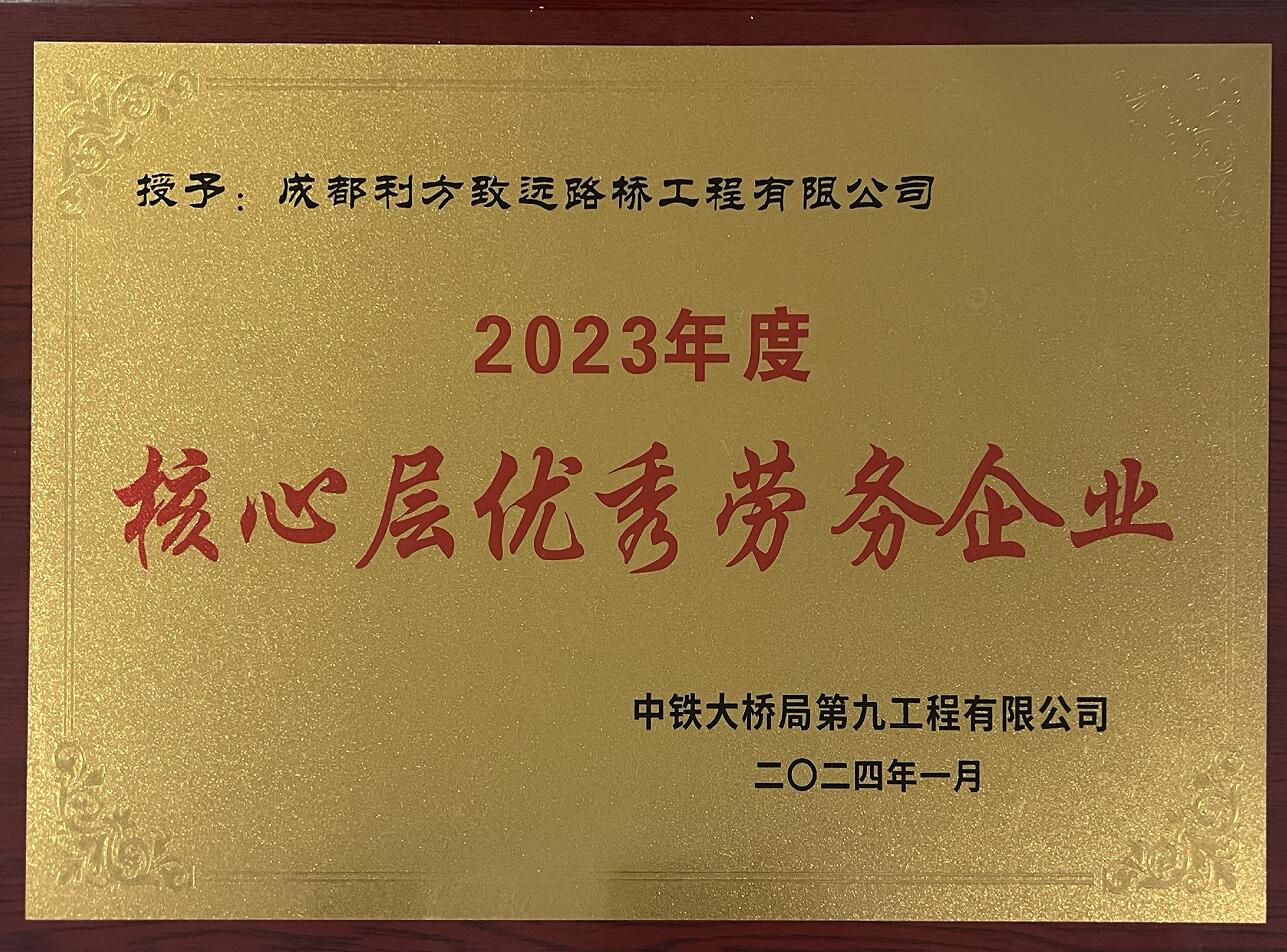 授予：成都利方致远路桥工程有限公司
2023年度
核心层优秀劳务企业
中铁大桥局第九工程有限公司
二〇二四年一月